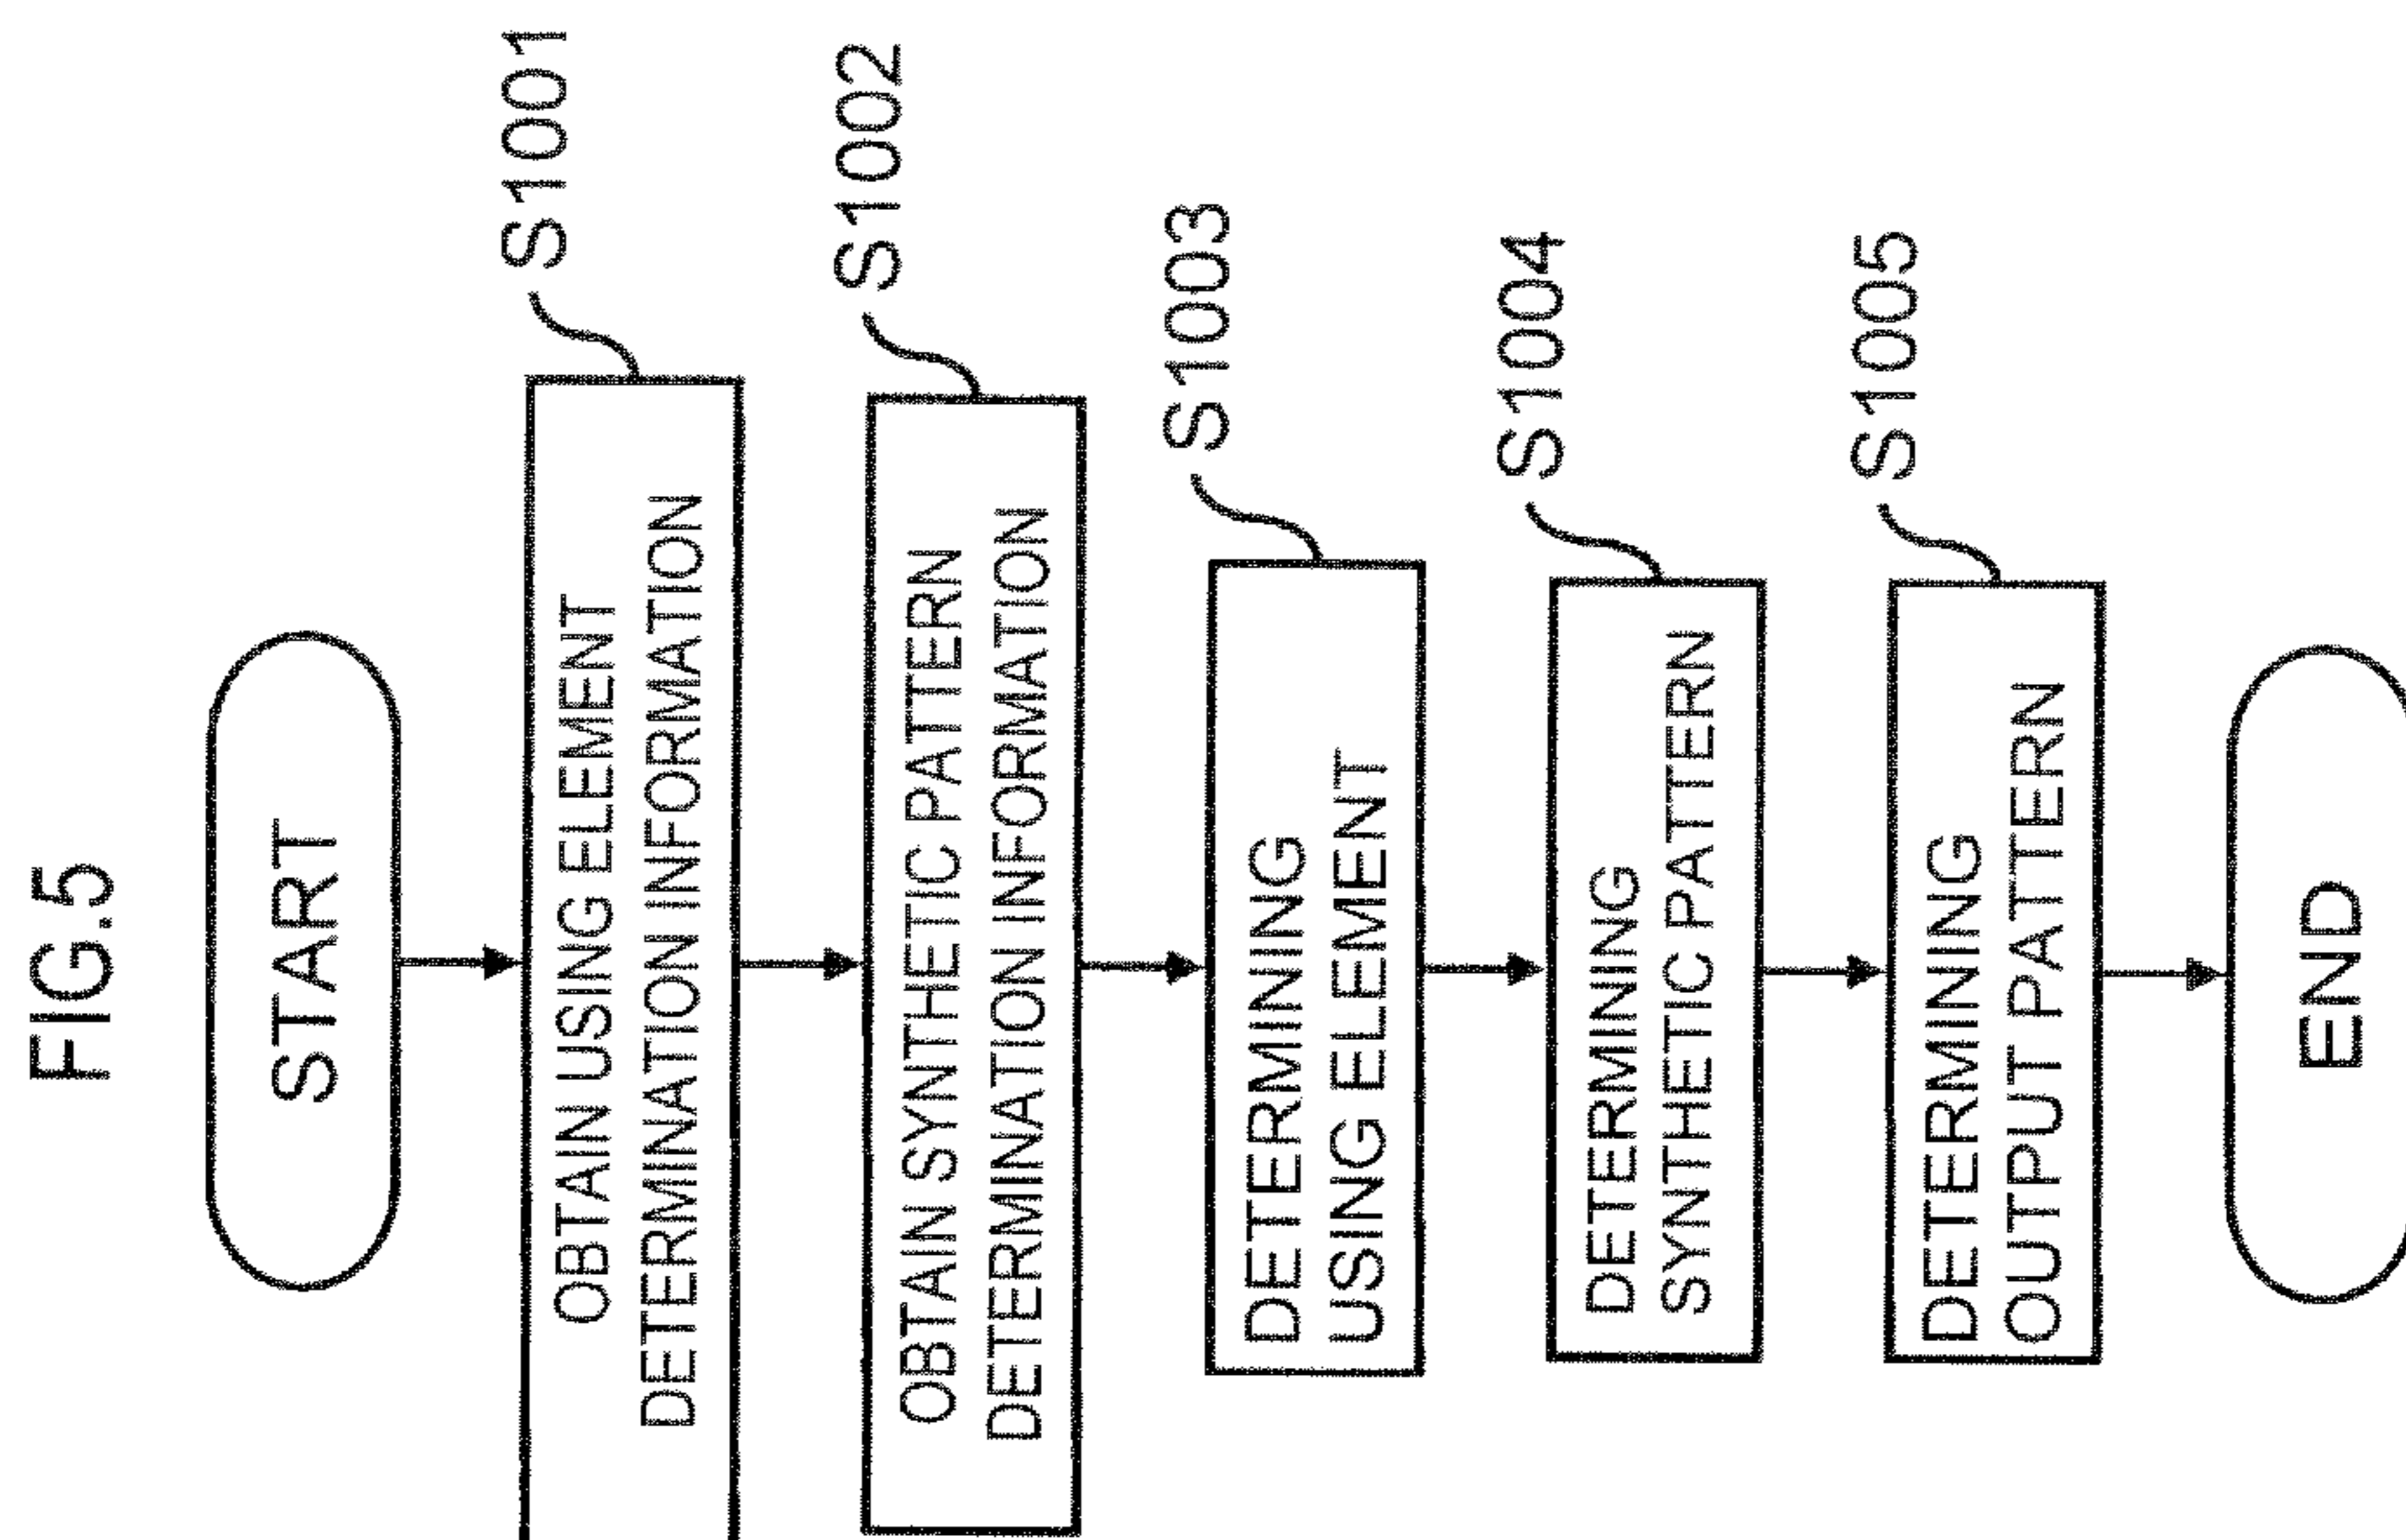 FIG.5
START
OBTAIN USING ELEMENT
DETERMINATION INFORMATION
S1001
OBTAIN SYNTHETIC PATTERN
DETERMINATION INFORMATION
S1002
DETERMINING
USING ELEMENT
S1003
DETERMINING
SYNTHETIC PATTERN
S1004
DETERMINING
OUTPUT PATTERN
S1005
END